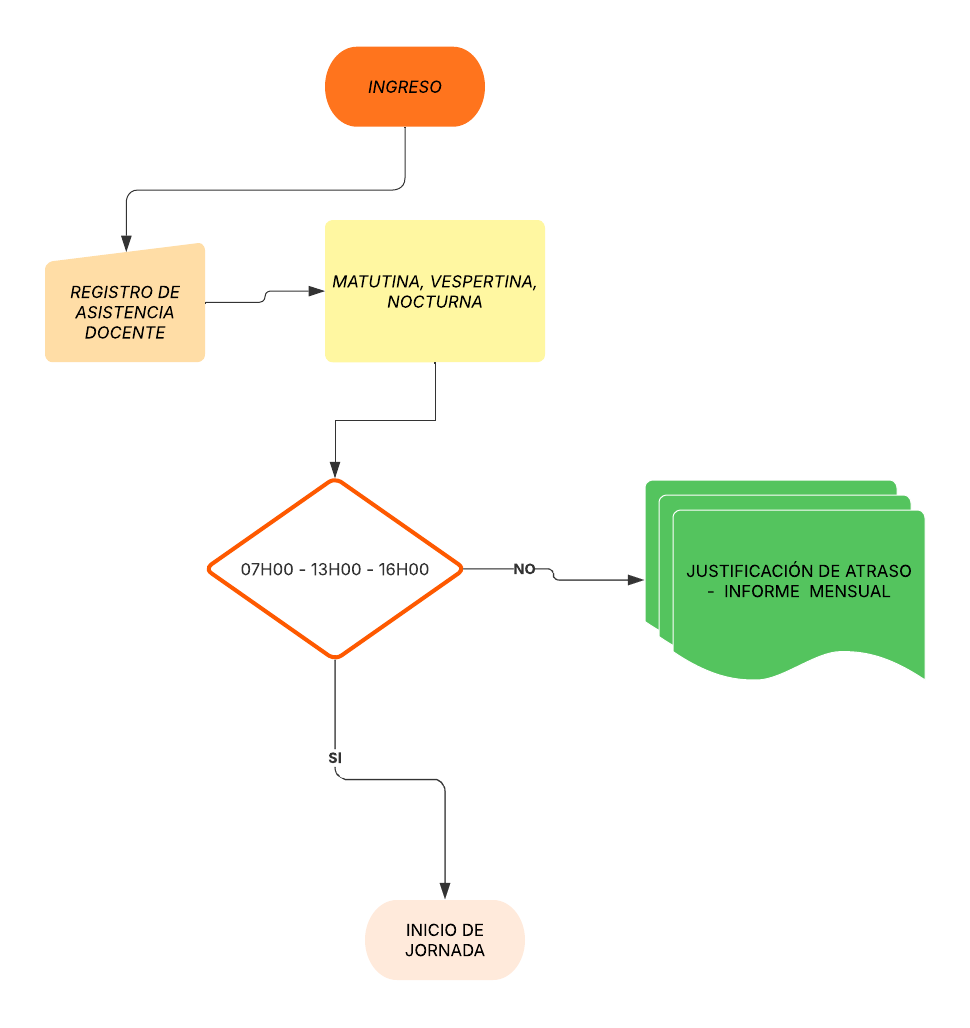 INGRESO
REGISTRO DE
ASISTENCIA
DOCENTE
MATUTINA, VESPERTINA,
NOCTURNA
07H00 - 13H00 - 16H00
NO
JUSTIFICACIÓN DE ATRASO
- INFORME MENSUAL
SI
INICIO DE
JORNADA